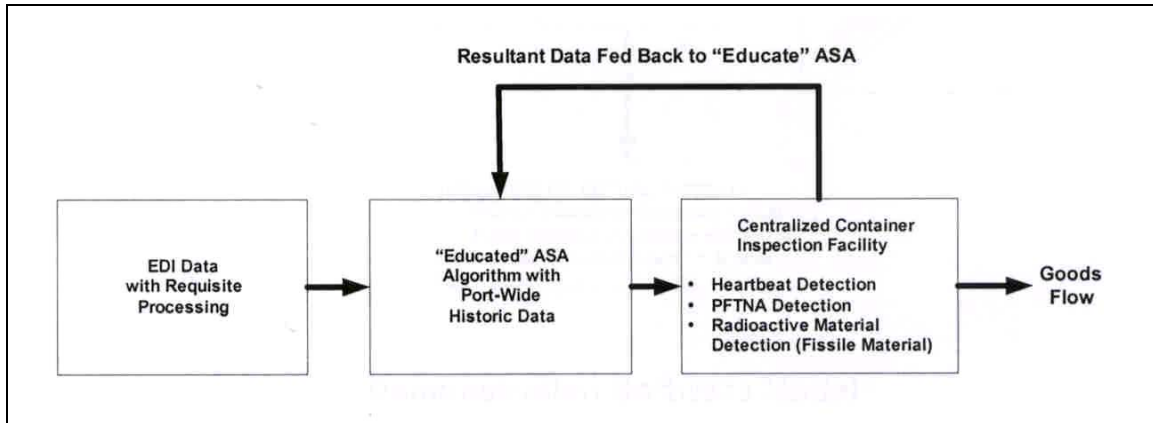 Resultant Data Fed Back to “Educate” ASA
EDI Data
with Requisite
Processing
“Educated” ASA
Algorithm with
Port-Wide
Historic Data
Centralized Container
Inspection Facility
• Heartbeat Detection
• PFTNA Detection
• Radioactive Material
Detection (Fissile Material)
Goods
Flow